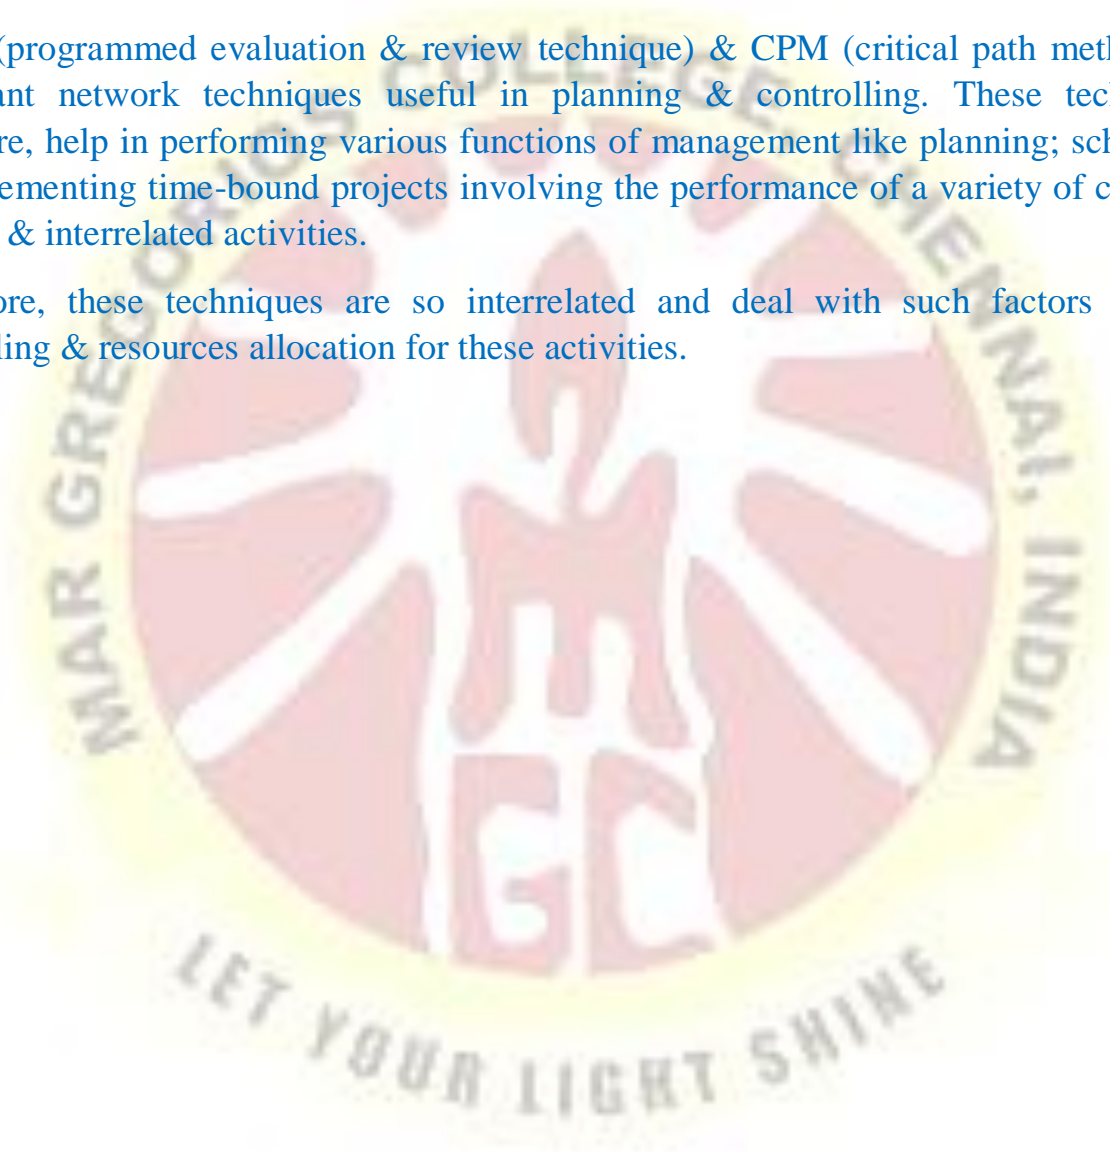 (programmed evaluation & review technique) & CPM (critical path meth
ant network techniques useful in planning & controlling. These tec
re, help in performing various functions of management like planning; sch
ementing time-bound projects involving the performance of a variety of c
& interrelated activities.
ore, these techniques are so interrelated and deal with such factors
ling & resources allocation for these activities.
MAR GREGORIOS COLLEGE, CHENNAI, INDIA
MGC
LET YOUR LIGHT SHINE